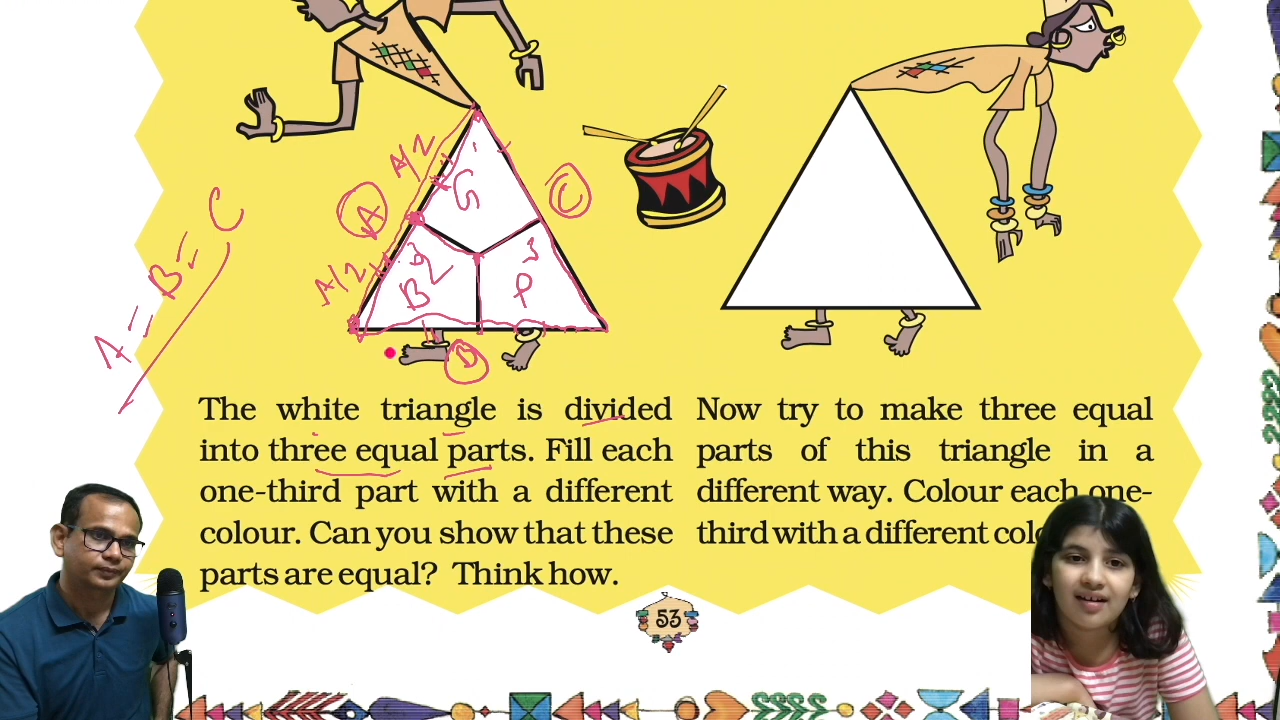 A/2
A
C
G
A = B = C
A/2
B
P
B
The white triangle is divided
into three equal parts. Fill each
one-third part with a different
colour. Can you show that these
parts are equal? Think how.
Now try to make three equal
parts of this triangle in a
different way. Colour each one-
third with a different
53